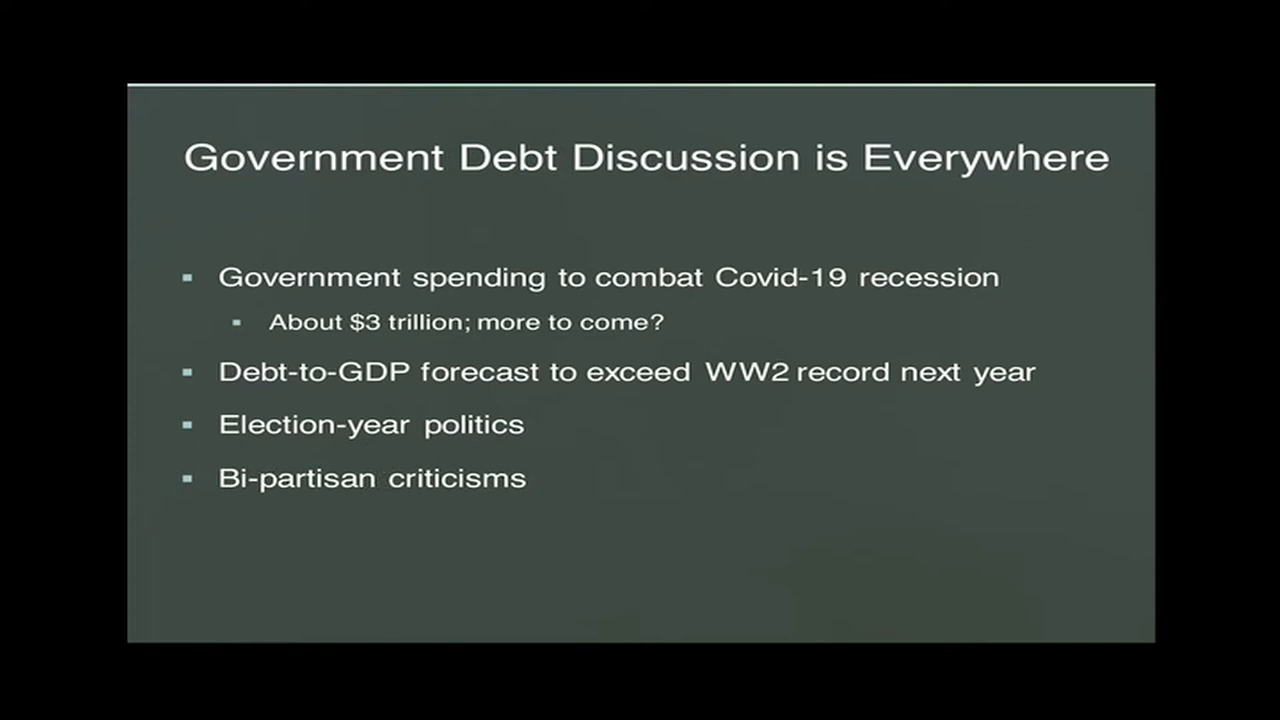 Government Debt Discussion is Everywhere
Government spending to combat Covid-19 recession
About $3 trillion; more to come?
Debt-to-GDP forecast to exceed WW2 record next year
Election-year politics
Bi-partisan criticisms